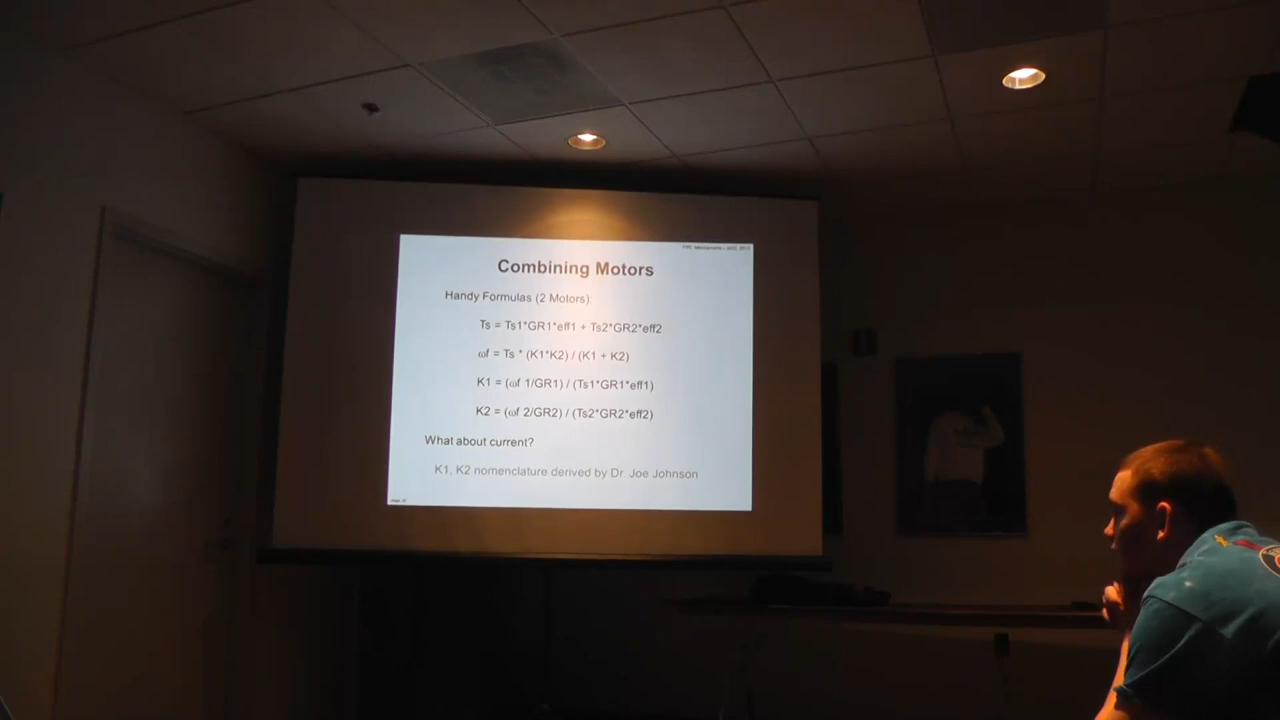 Combining Motors
Handy Formulas (2 Motors):
Ts = Ts1*GR1*eff1 + Ts2*GR2*eff2
ωf = Ts * (K1*K2) / (K1 + K2)
K1 = (ωf 1/GR1) / (Ts1*GR1*eff1)
K2 = (ωf 2/GR2) / (Ts2*GR2*eff2)
What about current?
K1, K2 nomenclature derived by Dr. Joe Johnson